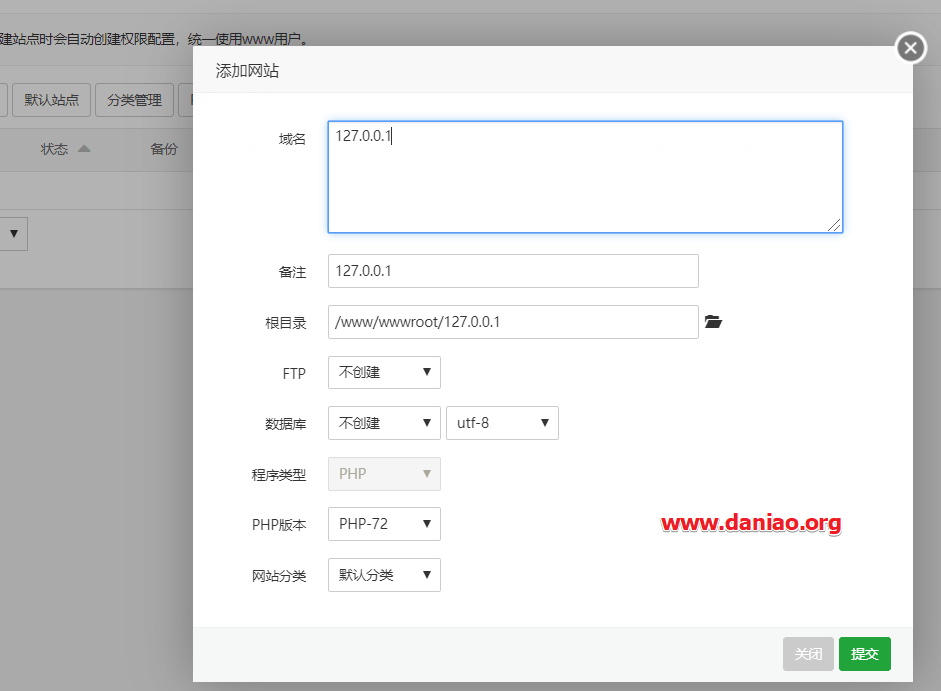 建站点时会自动创建权限配置，统一使用www用户。
添加网站
默认站点
分类管理
状态
备份
域名
127.0.0.1
备注
127.0.0.1
根目录
/www/wwwroot/127.0.0.1
FTP
不创建
数据库
不创建
utf-8
程序类型
PHP
PHP版本
PHP-72
www.daniao.org
网站分类
默认分类
关闭
提交